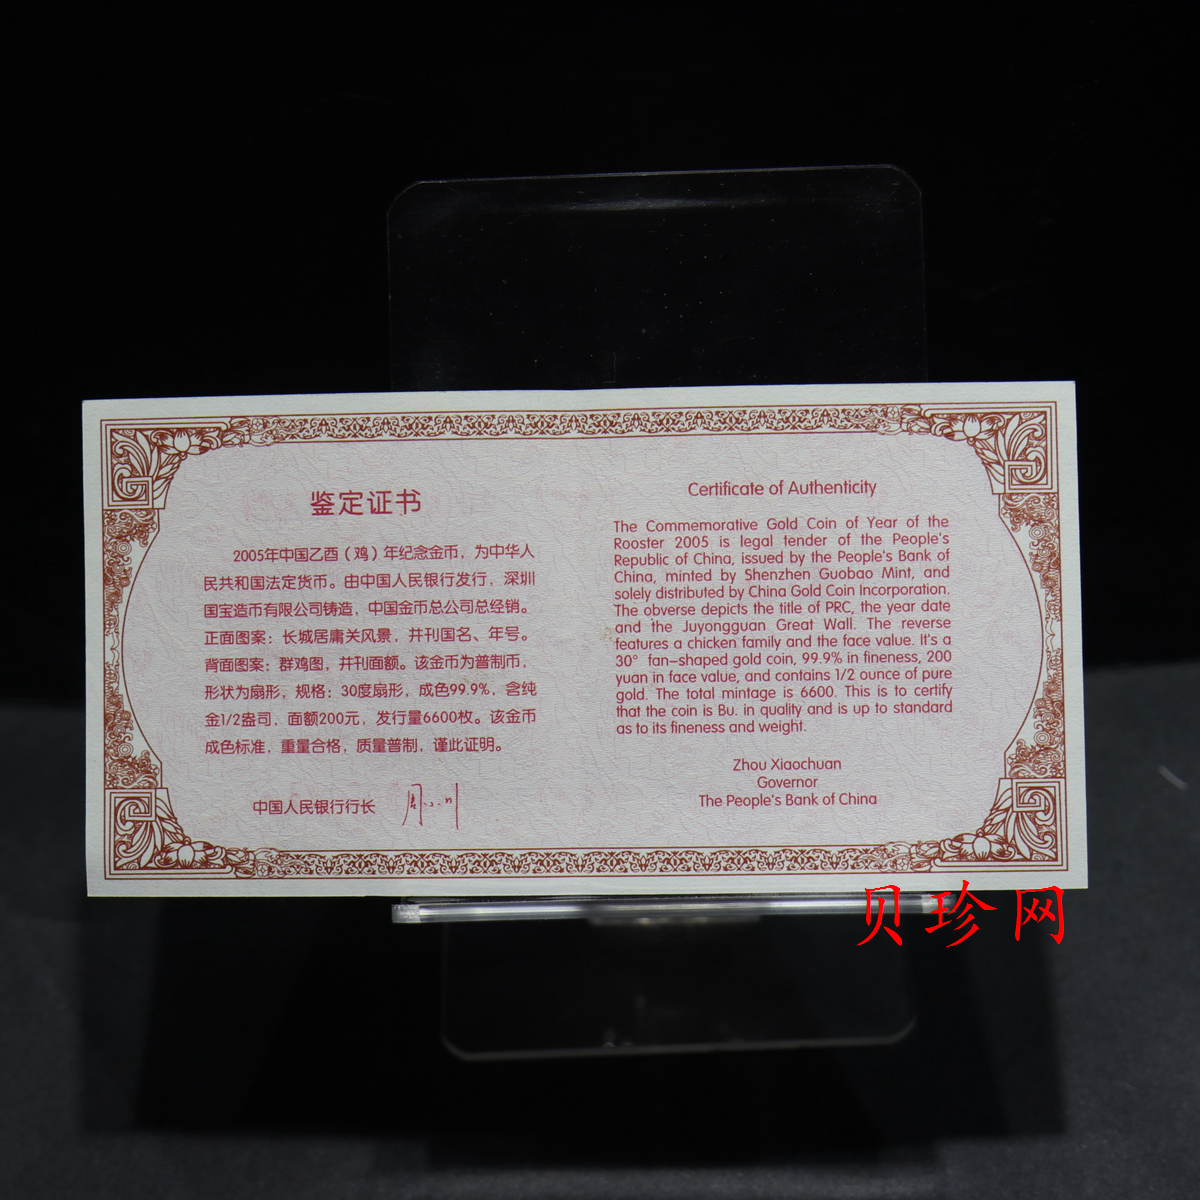 鉴定证书
2005年中国乙酉（鸡）年纪念金币，为中华人
民共和国法定货币。由中国人民银行发行，深圳
国宝造币有限公司铸造，中国金币总公司总经销。
正面图案：长城居庸关风景，并刊国名、年号。
背面图案：群鸡图，并刊面额。该金币为普制币，
形状为扇形，规格：30度扇形，成色99.9%，含纯
金1/2盎司，面额200元，发行量6600枚。该金币
成色标准，重量合格，质量普制，谨此证明。
中国人民银行行长 周小川
Certificate of Authenticity
The Commemorative Gold Coin of Year of the
Rooster 2005 is legal tender of the People's
Republic of China, issued by the People's Bank of
China, minted by Shenzhen Guobao Mint, and
solely distributed by China Gold Coin Incorporation.
The obverse depicts the title of PRC, the year date
and the Juyongguan Great Wall. The reverse
features a chicken family and the face value. It's a
30° fan-shaped gold coin, 99.9% in fineness, 200
yuan in face value, and contains 1/2 ounce of pure
gold. The total mintage is 6600. This is to certify
that the coin is Bu. in quality and is up to standard
as to its fineness and weight.
Zhou Xiaochuan
Governor
The People's Bank of China
贝珍网